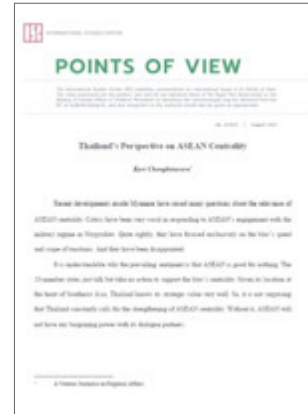 ISC INTERNATIONAL STUDIES CENTER
POINTS OF VIEW
Thailand's Perspective on ASEAN Centrality
Kavi Chongkittavorn
Recent developments inside Myanmar have raised many questions about the relevance of
ASEAN centrality. Critics have been very vocal in responding to ASEAN's engagement with the
military regime in Naypyidaw. Quite rightly, they have focused exclusively on the bloc's speed
and scope of reactions. And they have been disappointed.
It is understandable why the prevailing sentiment is that ASEAN is good for nothing. The
10-member states just talk but take no action to support the bloc's centrality. Given its location at
the heart of Southeast Asia, Thailand knows its strategic value very well. So, it is not surprising
that Thailand constantly calls for the strengthening of ASEAN centrality. Without it, ASEAN will
not have any bargaining power with its dialogue partners.
A Veteran Journalist in Regional Affairs